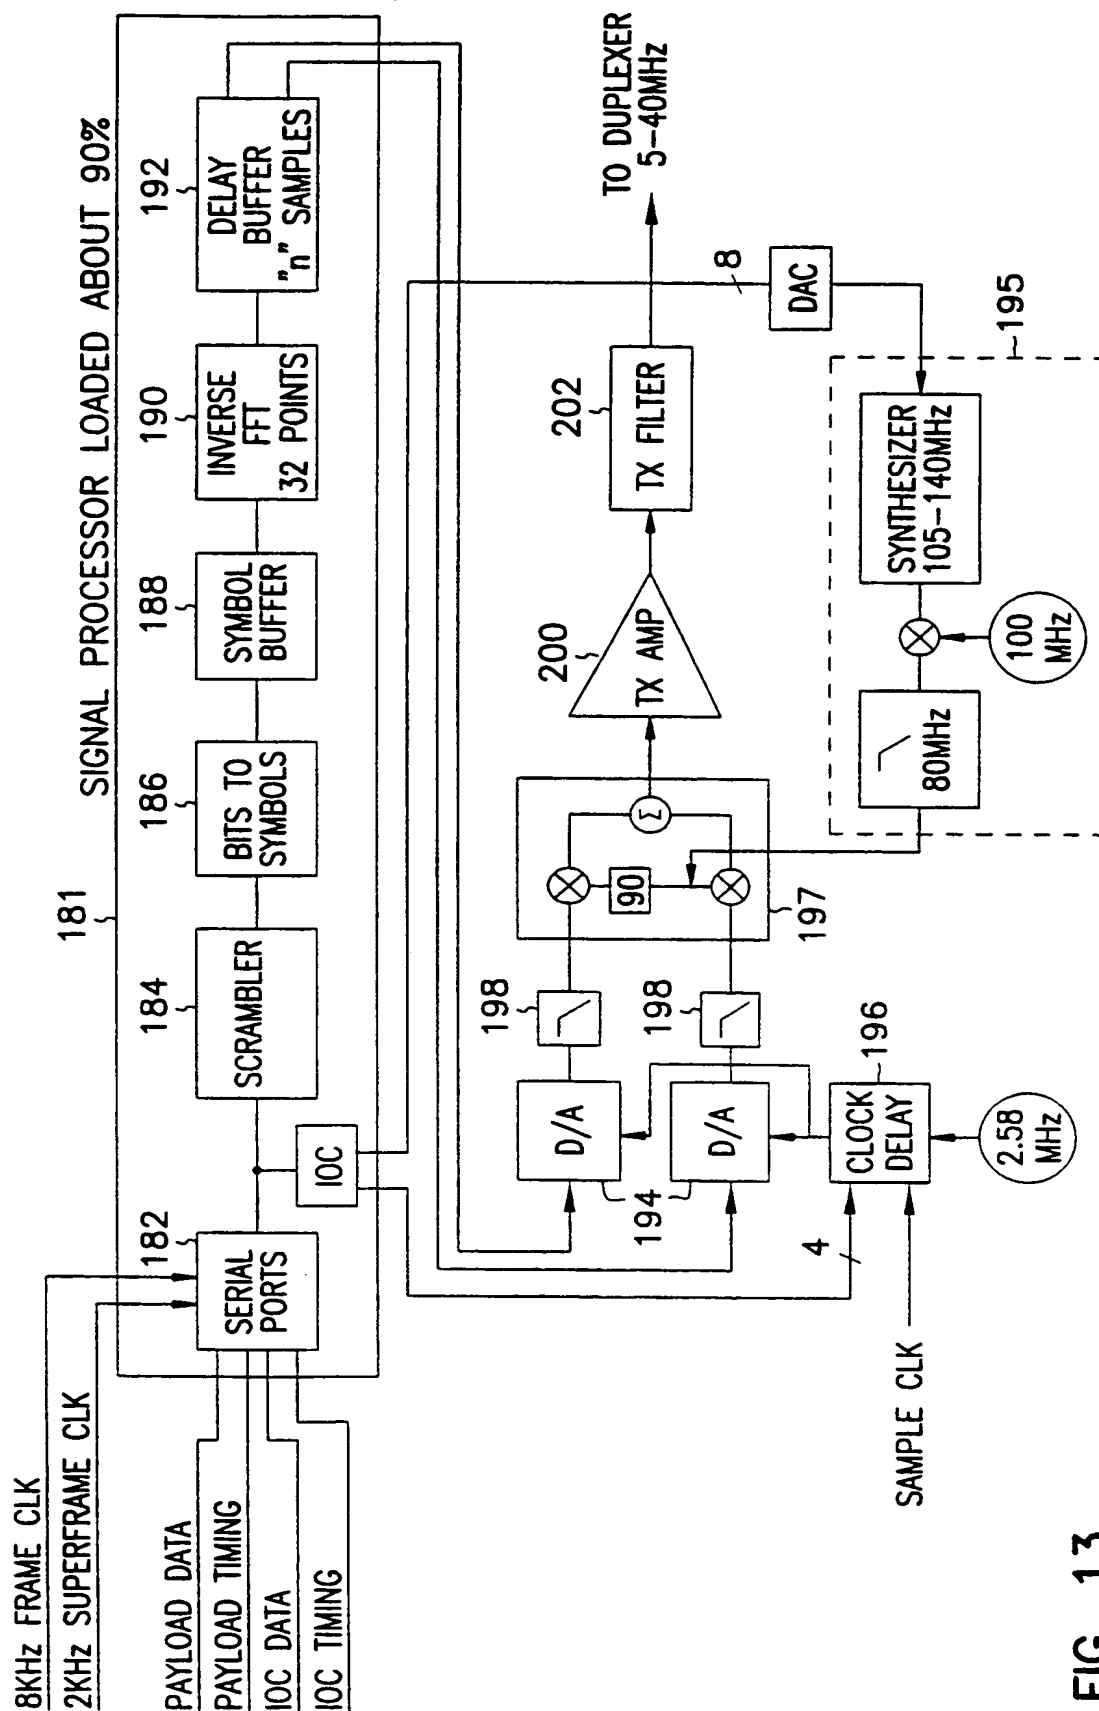 8KHz FRAME CLK
2KHz SUPERFRAME CLK
PAYLOAD DATA
PAYLOAD TIMING
IOC DATA
IOC TIMING
181
SIGNAL PROCESSOR LOADED ABOUT 90%
182
SERIAL
PORTS
IOC
184
SCRAMBLER
186
BITS TO
SYMBOLS
188
SYMBOL
BUFFER
190
INVERSE
FFT
32 POINTS
192
DELAY
BUFFER
"n" SAMPLES
194
D/A
D/A
198
198
90
Σ
197
200
TX AMP
202
TX FILTER
TO DUPLEXER
5-40MHz
4
SAMPLE CLK
CLOCK
DELAY
196
2.58
MHz
8
DAC
195
SYNTHESIZER
105-140MHz
100
MHz
80MHz
FIG. 13